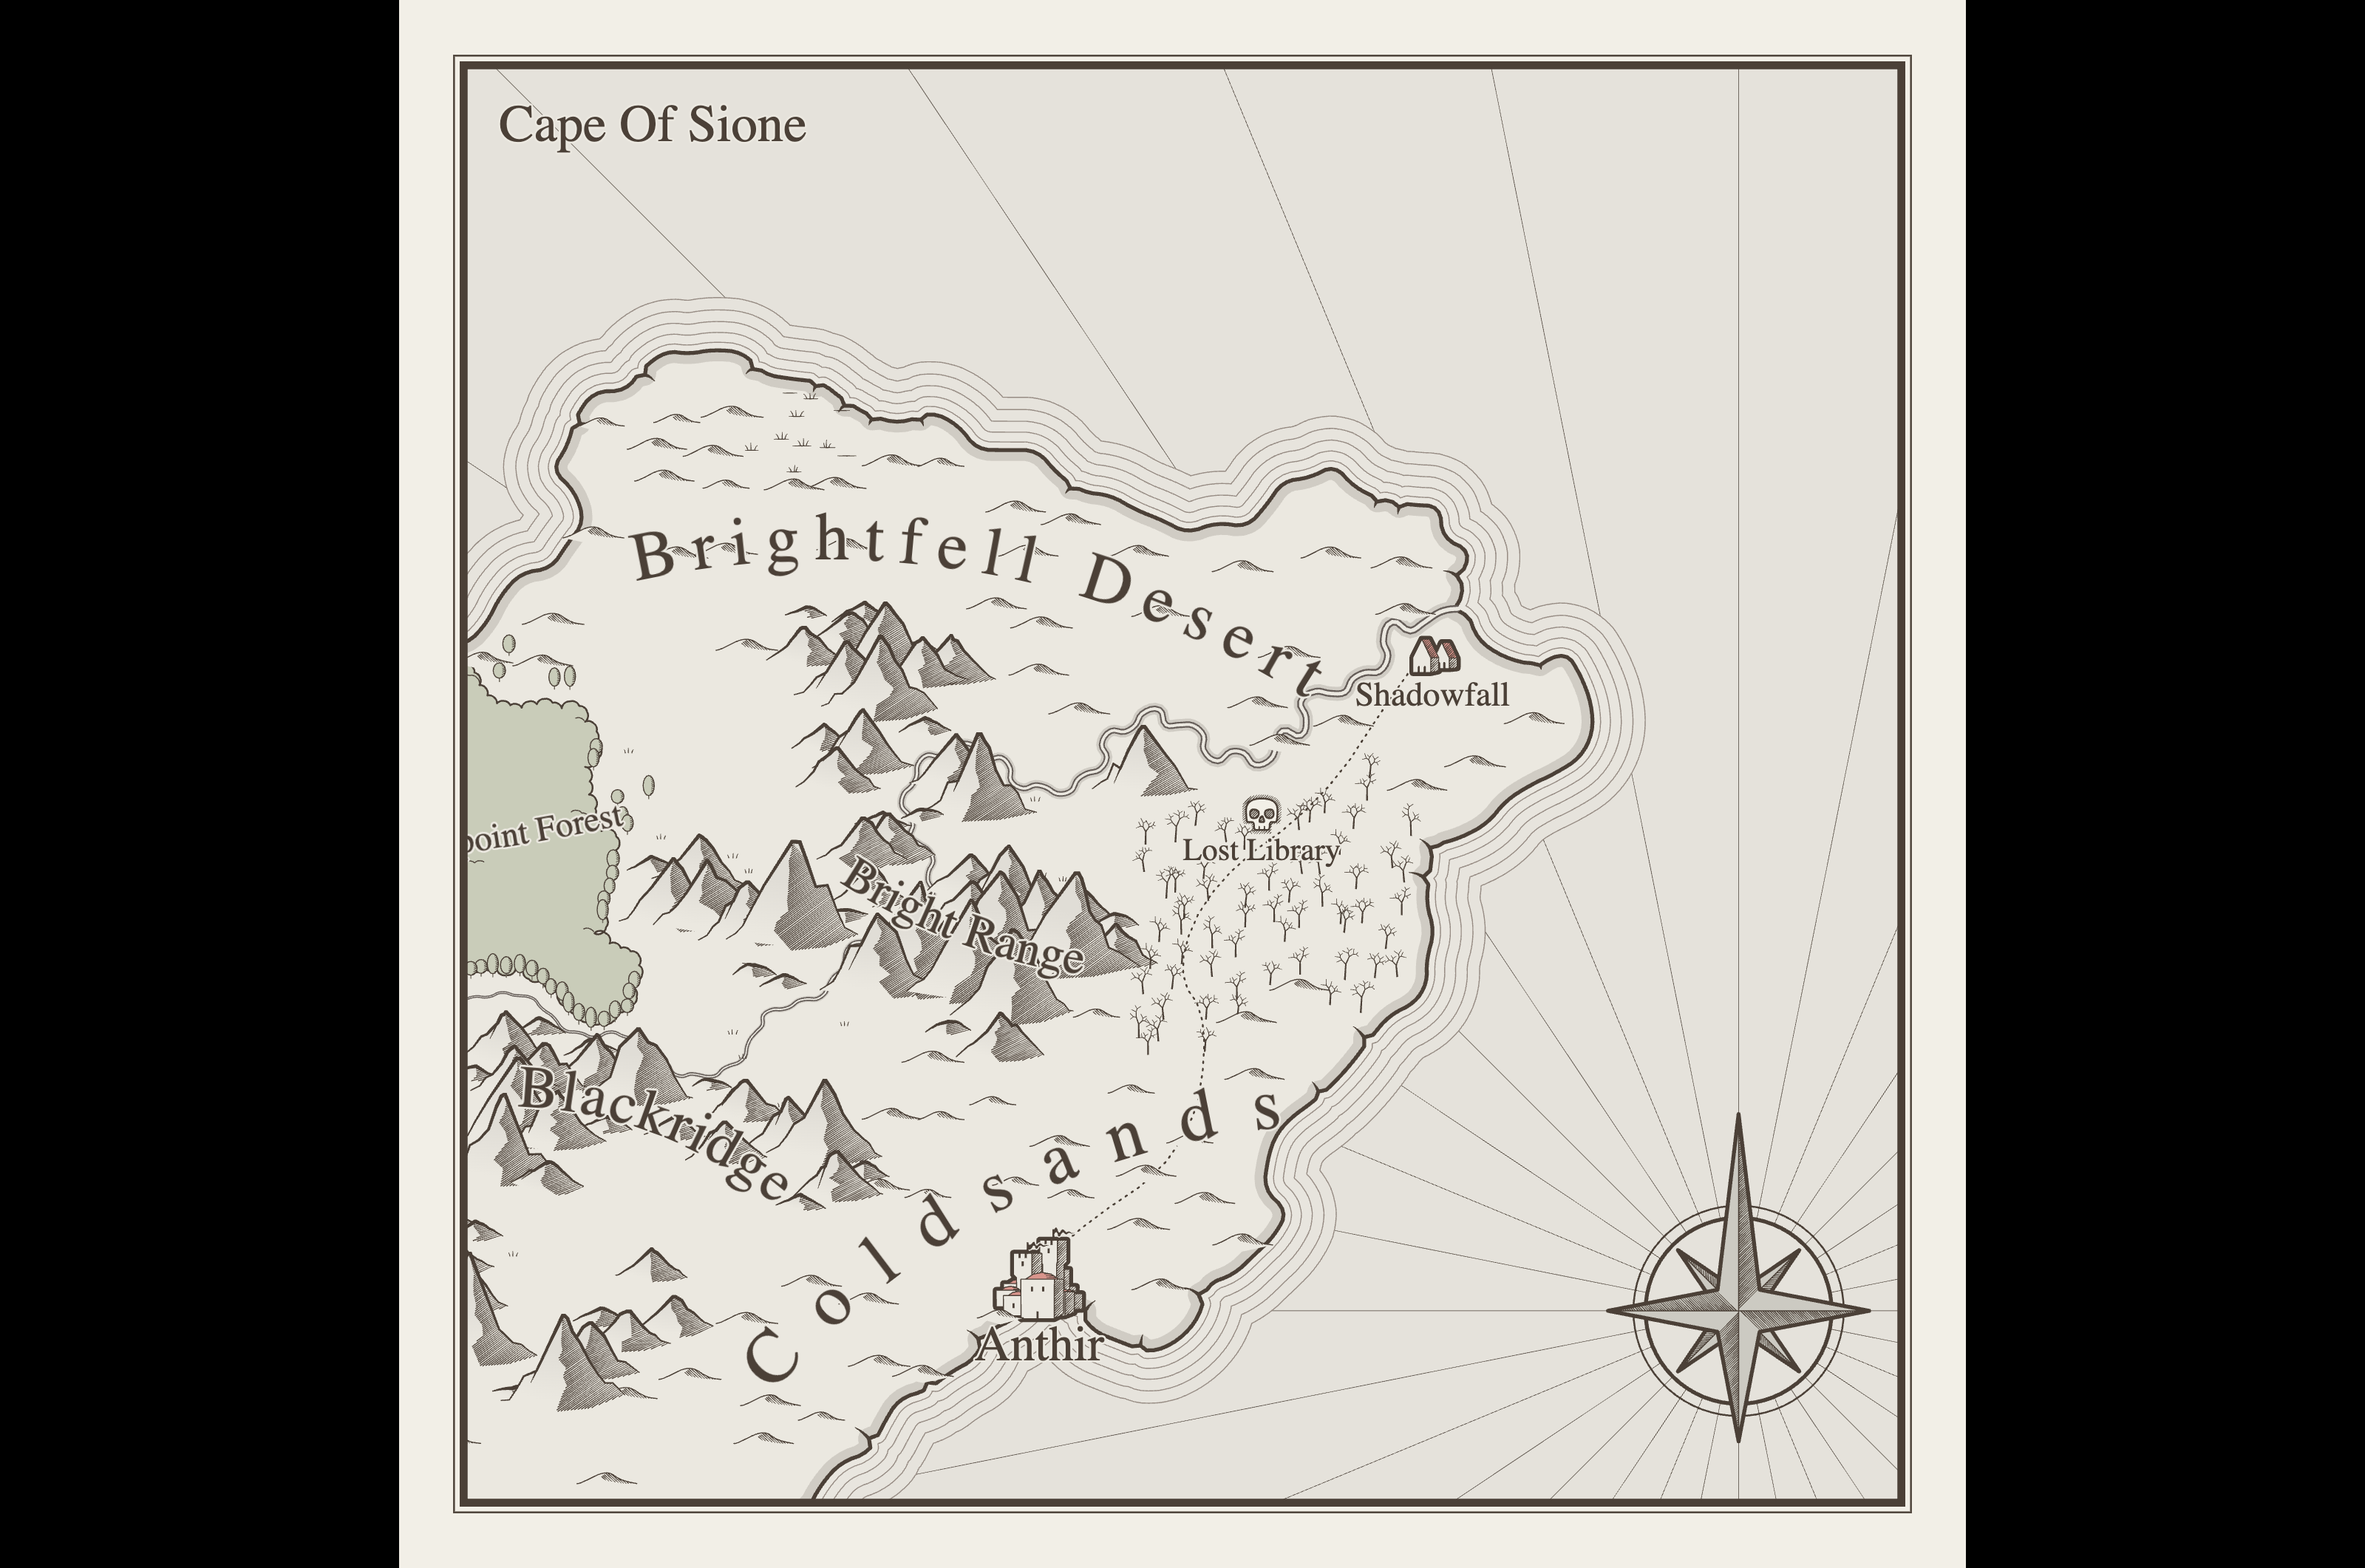 Cape Of Sione
Brightfell Desert
Shadowfall
point Forest
Lost Library
Bright Range
Blackridge
Coldsands
Anthir